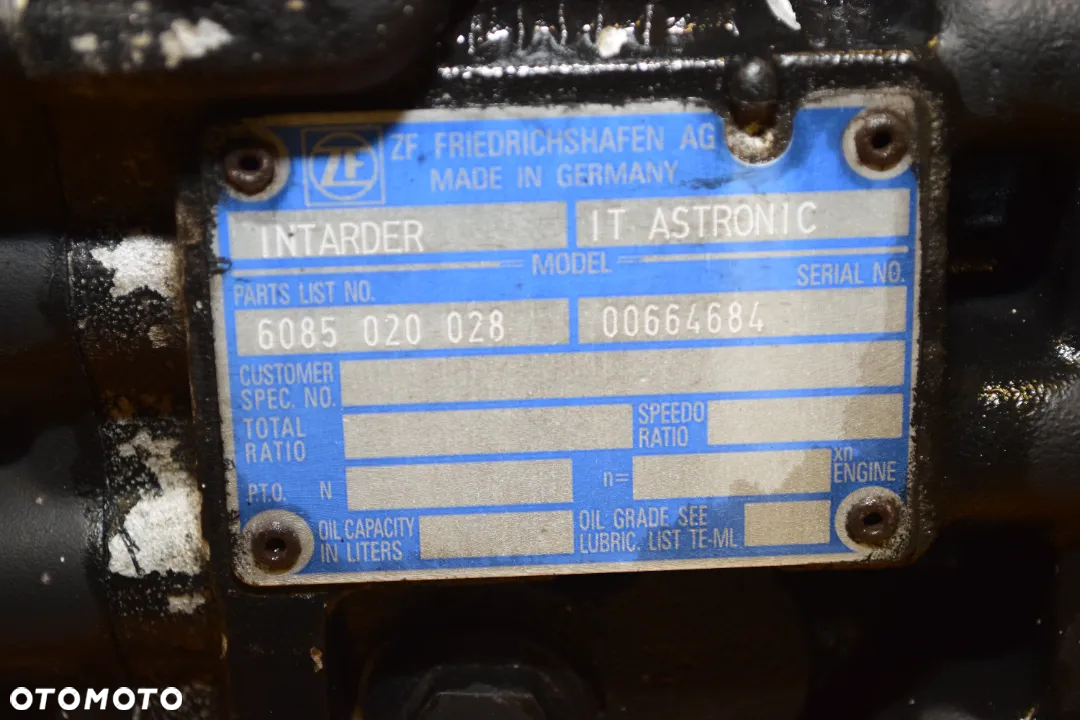 ZF ZF FRIEDRICHSHAFEN AG
MADE IN GERMANY
INTARDER IT ASTRONIC
MODEL
PARTS LIST NO. SERIAL NO.
6085 020 028 00664684
CUSTOMER
SPEC. NO.
TOTAL
RATIO
SPEEDO
RATIO
P.T.O. N n= xn
ENGINE
OIL CAPACITY
IN LITERS
OIL GRADE SEE
LUBRIC. LIST TE-ML
OTOMOTO